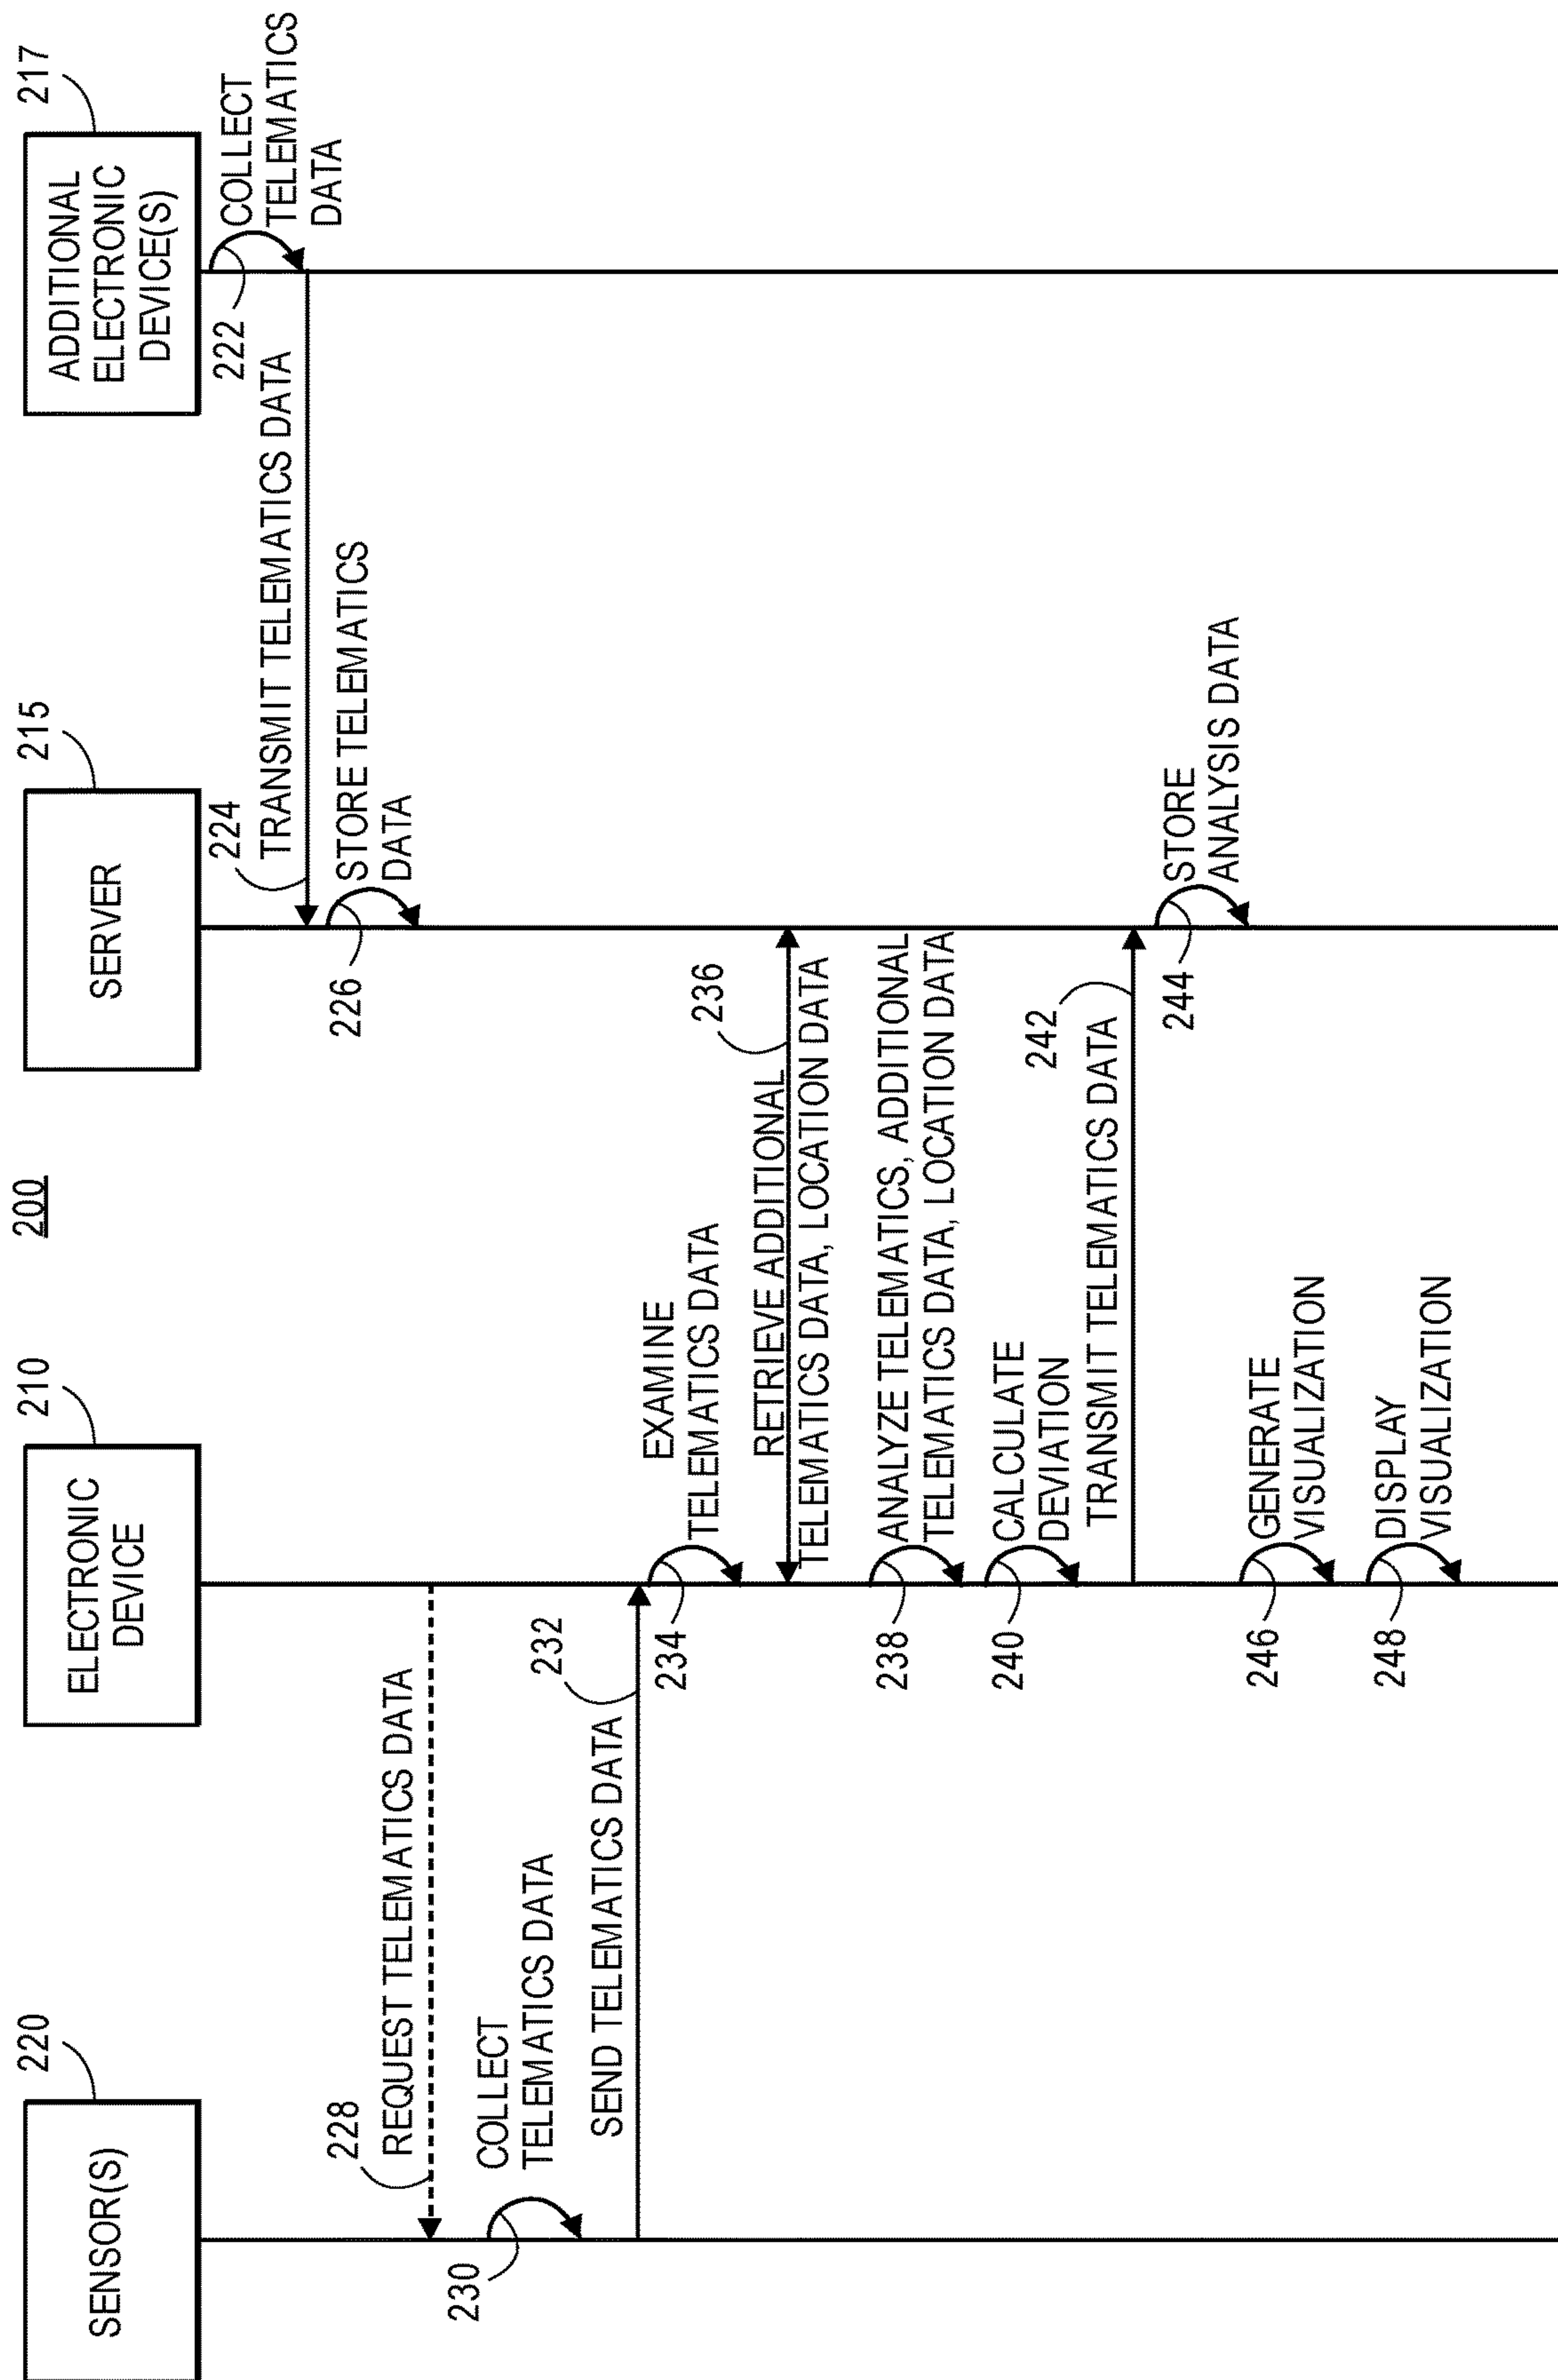 200
220
SENSOR(S)
210
ELECTRONIC
DEVICE
215
SERVER
217
ADDITIONAL
ELECTRONIC
DEVICE(S)
222
COLLECT
TELEMATICS
DATA
224
TRANSMIT TELEMATICS DATA
226
STORE TELEMATICS
DATA
228
REQUEST TELEMATICS DATA
230
COLLECT
TELEMATICS DATA
232
SEND TELEMATICS DATA
234
EXAMINE
TELEMATICS DATA
236
RETRIEVE ADDITIONAL
TELEMATICS DATA, LOCATION DATA
238
ANALYZE TELEMATICS, ADDITIONAL
TELEMATICS DATA, LOCATION DATA
240
CALCULATE
DEVIATION
242
TRANSMIT TELEMATICS DATA
244
STORE
ANALYSIS DATA
246
GENERATE
VISUALIZATION
248
DISPLAY
VISUALIZATION